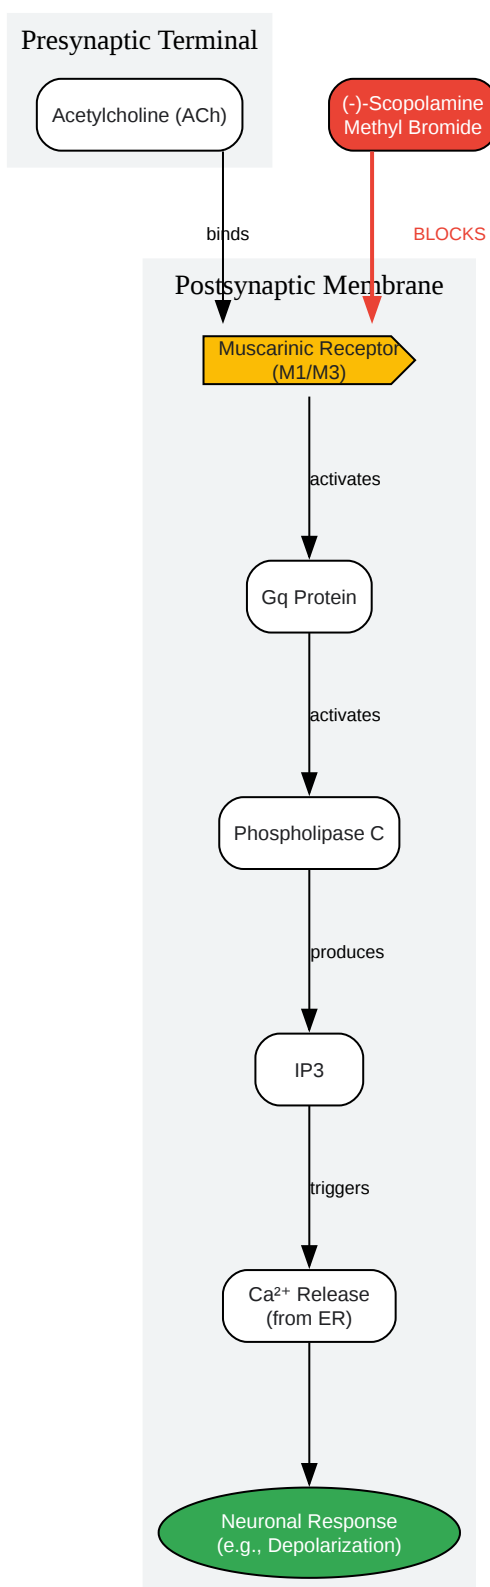 Presynaptic Terminal
Acetylcholine (ACh)
(-)-Scopolamine
Methyl Bromide
binds
BLOCKS
Postsynaptic Membrane
Muscarinic Receptor
(M1/M3)
activates
Gq Protein
activates
Phospholipase C
produces
IP3
triggers
Ca²⁺ Release
(from ER)
Neuronal Response
(e.g., Depolarization)